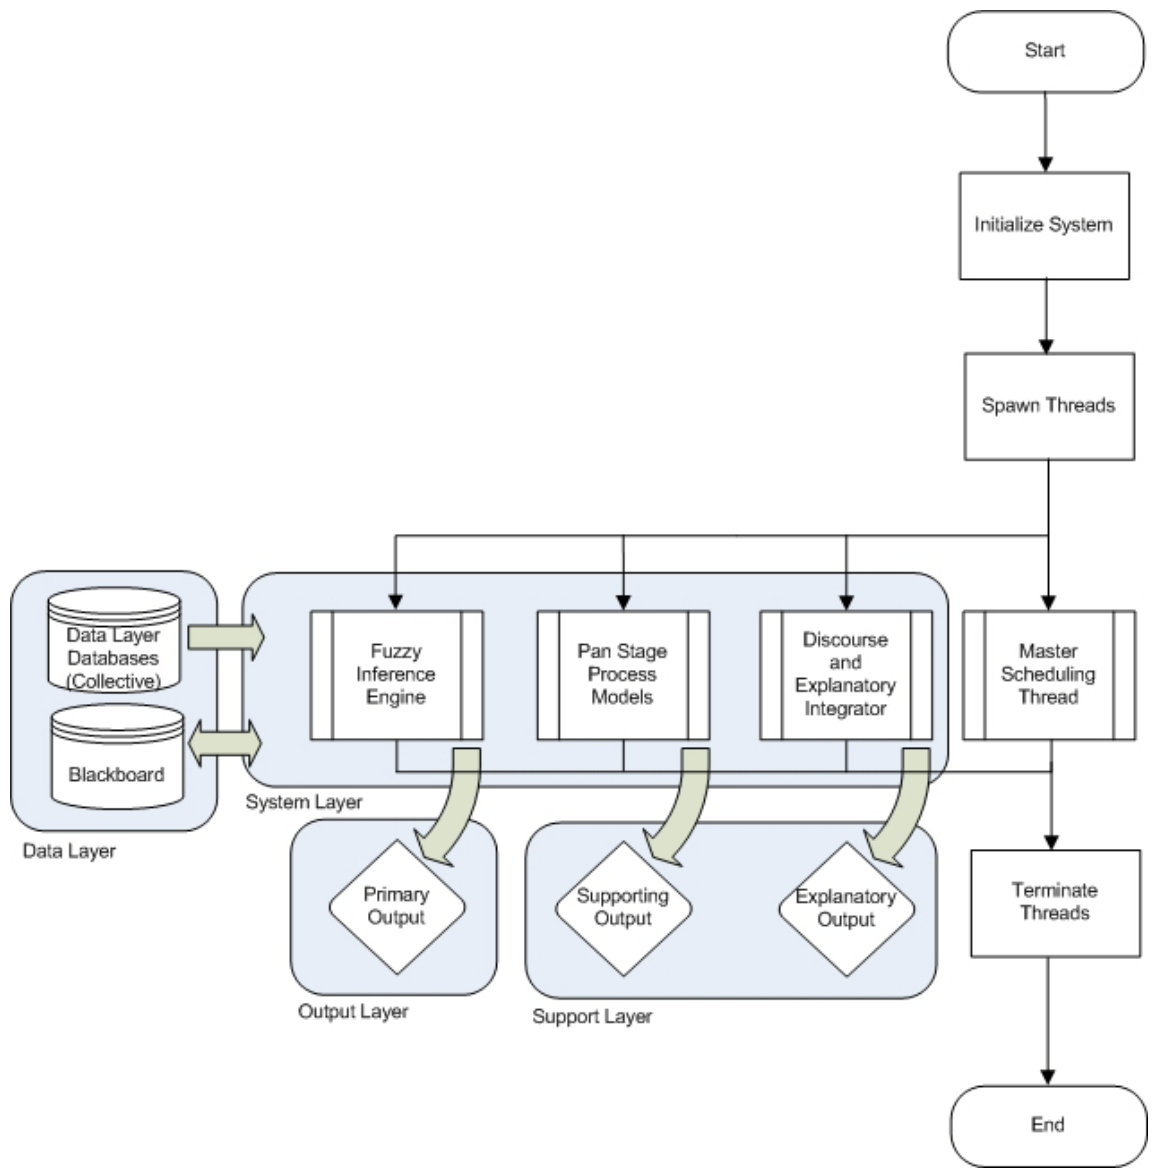 Start
Initialize System
Spawn Threads
Data Layer
Databases
(Collective)
Blackboard
Data Layer
Fuzzy
Inference
Engine
Pan Stage
Process
Models
Discourse
and
Explanatory
Integrator
Master
Scheduling
Thread
System Layer
Primary
Output
Output Layer
Supporting
Output
Explanatory
Output
Support Layer
Terminate
Threads
End